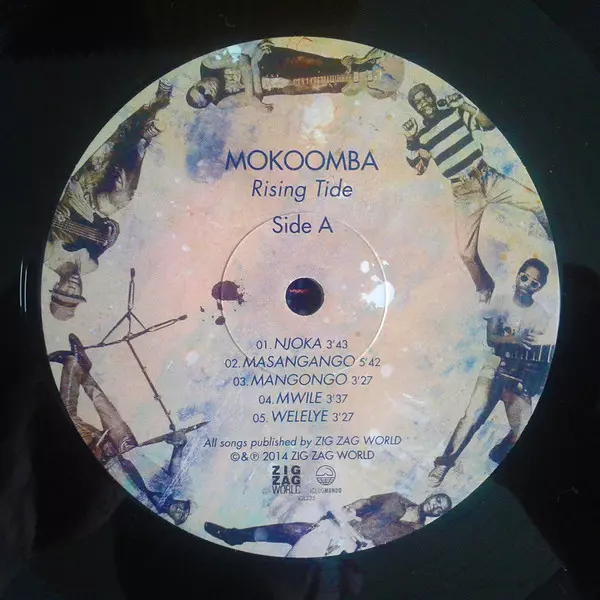 MOKOOMBA
Rising Tide
Side A
01. NJOKA 3'43
02. MASANGANGO 5'42
03. MANGONGO 3'27
04. MWILE 3'37
05. WELELYE 3'27
All songs published by ZIG ZAG WORLD
©&℗ 2014 ZIG ZAG WORLD
ZIG
ZAG
WORLD